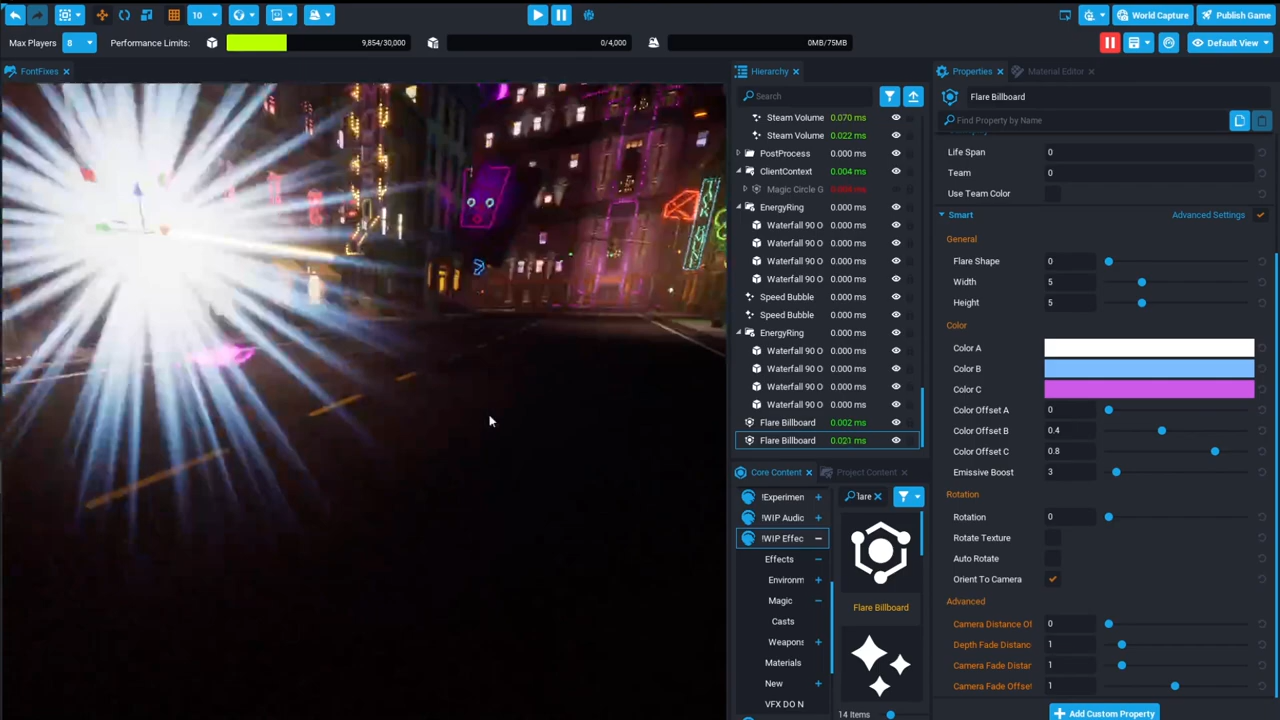 10
World Capture
Publish Game
Max Players
8
Performance Limits:
9,854/30,000
0/4,000
0MB/75MB
Default View
FontFixes
Hierarchy
Properties
Material Editor
Search
Flare Billboard
Find Property by Name
Steam Volume 0.070 ms
Steam Volume 0.022 ms
PostProcess 0.000 ms
ClientContext 0.004 ms
Magic Circle G
EnergyRing 0.000 ms
Waterfall 90 O 0.000 ms
Waterfall 90 O 0.000 ms
Waterfall 90 O 0.000 ms
Waterfall 90 O 0.000 ms
Speed Bubble 0.000 ms
Speed Bubble 0.000 ms
EnergyRing 0.000 ms
Waterfall 90 O 0.000 ms
Waterfall 90 O 0.000 ms
Waterfall 90 O 0.000 ms
Waterfall 90 O 0.000 ms
Flare Billboard 0.002 ms
Flare Billboard 0.021 ms
Core Content
Project Content
!Experimen
!WIP Audic
!WIP Effec
Effects
Environm
Magic
Casts
Weapons
Materials
New
VFX DO N
lare
Flare Billboard
14 Items
Life Span 0
Team 0
Use Team Color
Smart
Advanced Settings
General
Flare Shape 0
Width 5
Height 5
Color
Color A
Color B
Color C
Color Offset A 0
Color Offset B 0.4
Color Offset C 0.8
Emissive Boost 3
Rotation
Rotation 0
Rotate Texture
Auto Rotate
Orient To Camera
Advanced
Camera Distance Of 0
Depth Fade Distanc 1
Camera Fade Distar 1
Camera Fade Offset 1
Add Custom Property